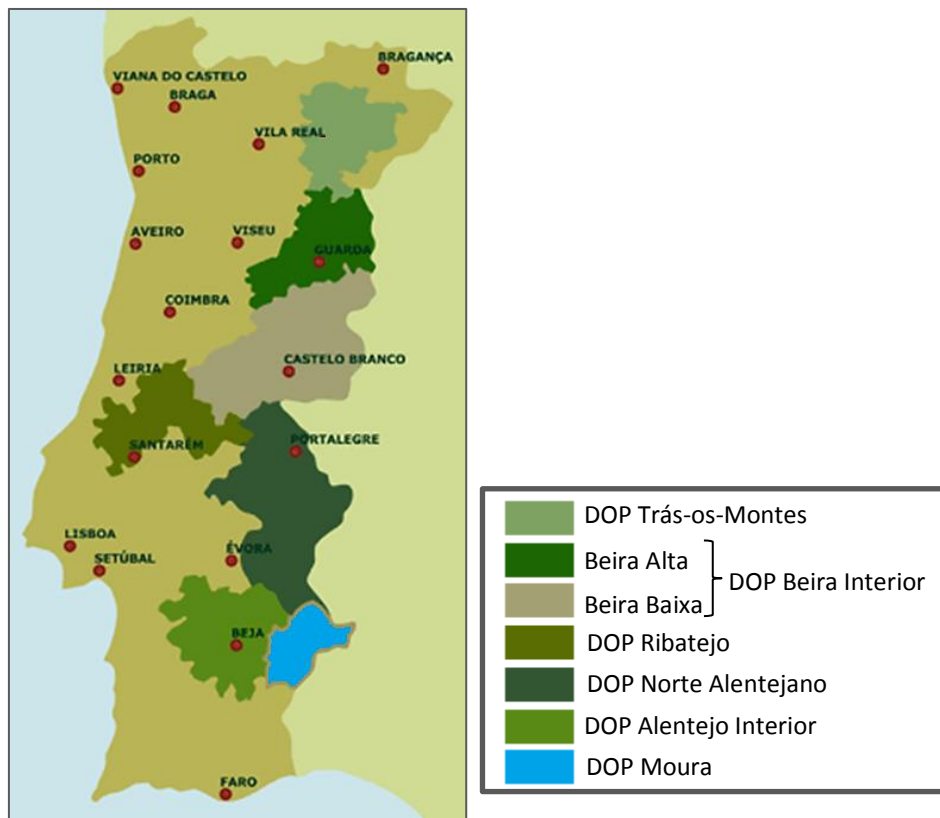 BRAGANÇA
VIANA DO CASTELO
BRAGA
VILA REAL
PORTO
AVEIRO
VISEU
GUARDA
COIMBRA
CASTELO BRANCO
LEIRIA
PORTALEGRE
SANTARÉM
LISBOA
ÉVORA
SETÚBAL
BEJA
FARO
DOP Trás-os-Montes
Beira Alta
DOP Beira Interior
Beira Baixa
DOP Ribatejo
DOP Norte Alentejano
DOP Alentejo Interior
DOP Moura